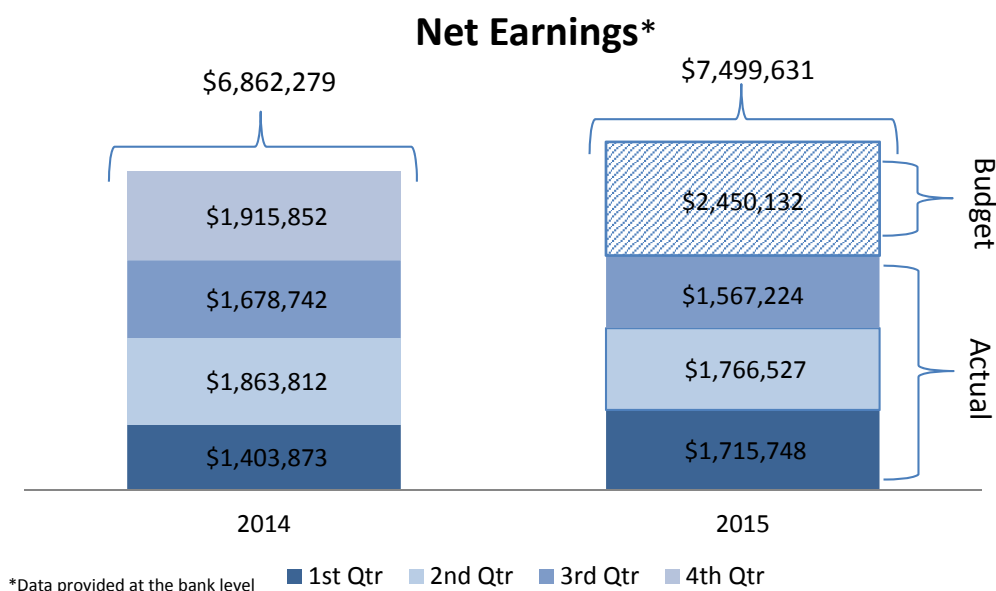 Net Earnings*
$6,862,279
$7,499,631
$1,915,852
$1,678,742
$1,863,812
$1,403,873
$2,450,132
$1,567,224
$1,766,527
$1,715,748
Budget
Actual
2014
2015
1st Qtr
2nd Qtr
3rd Qtr
4th Qtr
*Data provided at the bank level